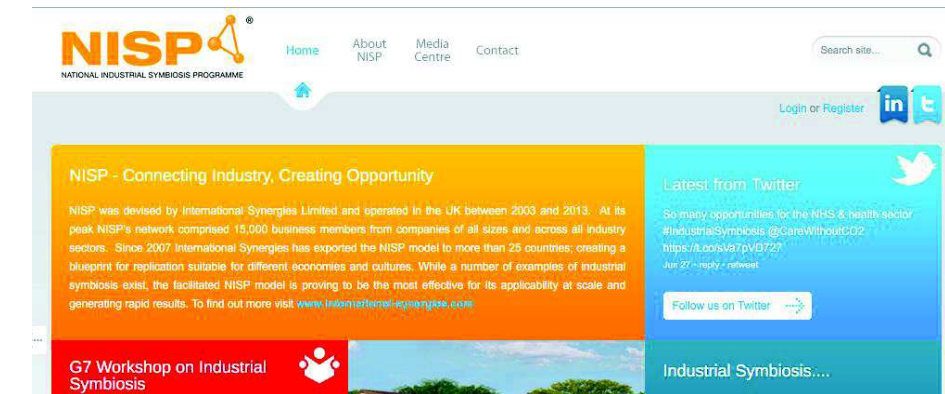 NISP®
NATIONAL INDUSTRIAL SYMBIOSIS PROGRAMME
Home
About
NISP
Media
Centre
Contact
Search site...
Login or Register
in
t
NISP - Connecting Industry, Creating Opportunity
NISP was devised by International Synergies Limited and operated in the UK between 2003 and 2013. At its
peak NISP's network comprised 15,000 business members from companies of all sizes and across all industry
sectors. Since 2007 International Synergies has exported the NISP model to more than 25 countries; creating a
blueprint for replication suitable for different economies and cultures. While a number of examples of industrial
symbiosis exist, the facilitated NISP model is proving to be the most effective for its applicability at scale and
generating rapid results. To find out more visit www.international-synergies.com
Latest from Twitter
So many opportunities for the NHS & health sector
#IndustrialSymbiosis @CareWithoutCO2
Jun 27 - reply - retweet
Follow us on Twitter
...
G7 Workshop on Industrial
Symbiosis
Industrial Symbiosis....